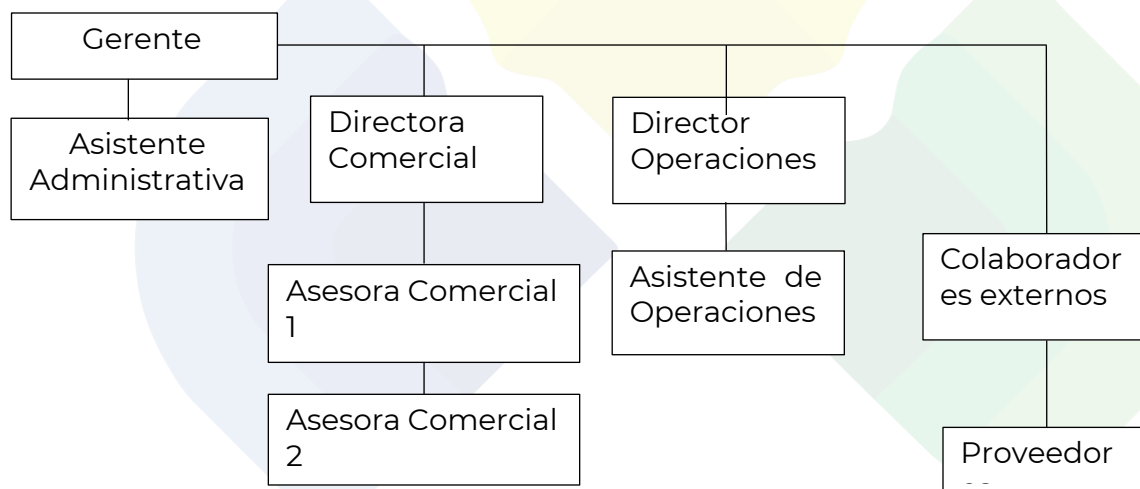 Gerente
Asistente
Administrativa
Directora
Comercial
Director
Operaciones
Asesora Comercial
1
Asistente de
Operaciones
Colaborador
es externos
Asesora Comercial
2
Proveedor